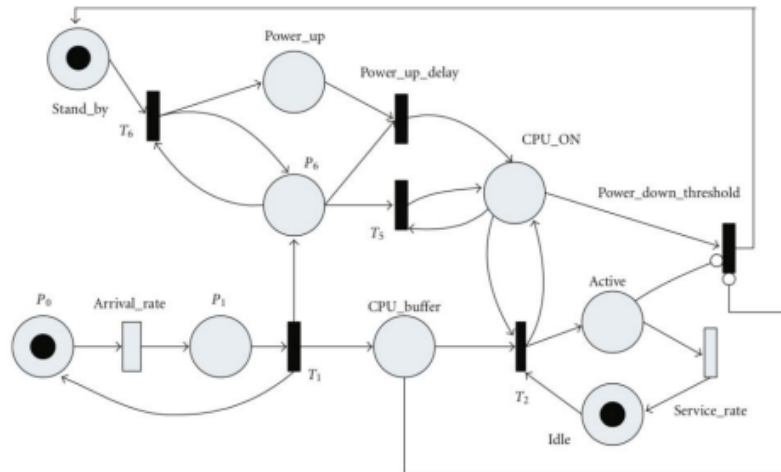 Power_up
Stand_by
T6
Power_up_delay
CPU_ON
P6
Power_down_threshold
T5
Active
P0
Arrival_rate
P1
CPU_buffer
T1
T2
Service_rate
Idle